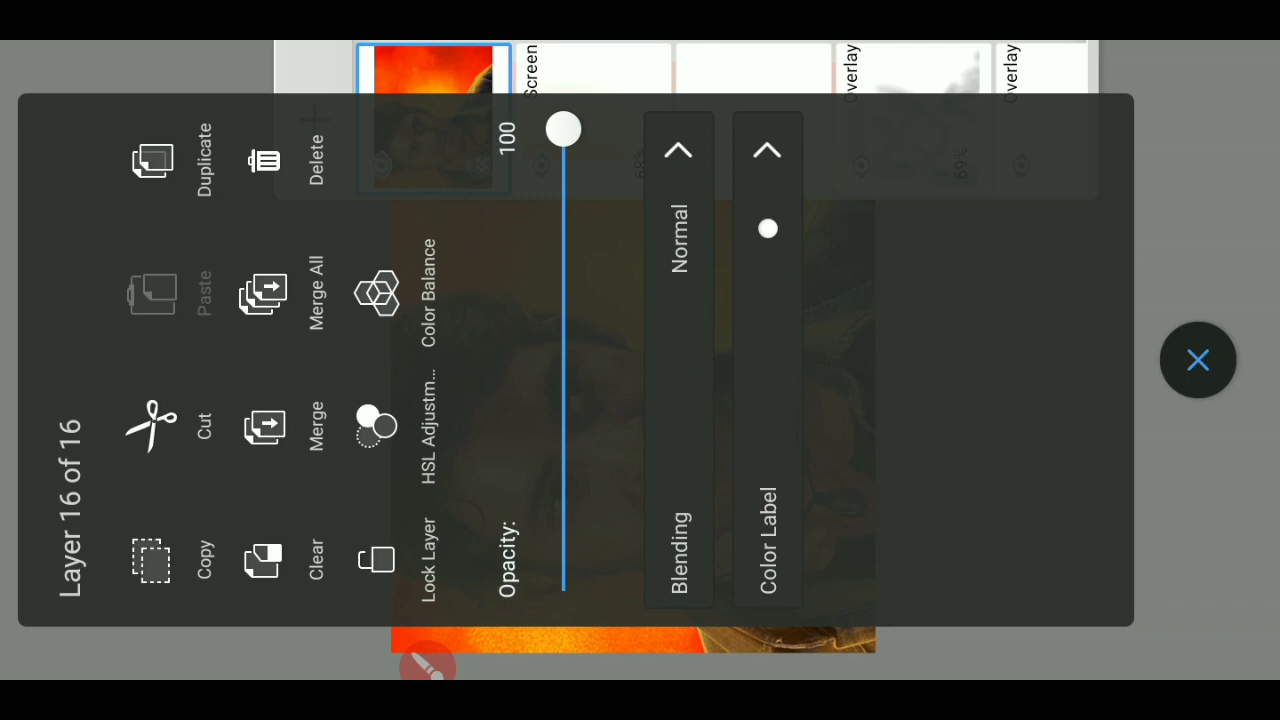 Layer 16 of 16
Copy
Cut
Paste
Duplicate
Clear
Merge
Merge All
Delete
Lock Layer
HSL Adjustm...
Color Balance
Opacity:
100
Blending
Normal
Color Label
Screen
Overlay
Overlay
69%